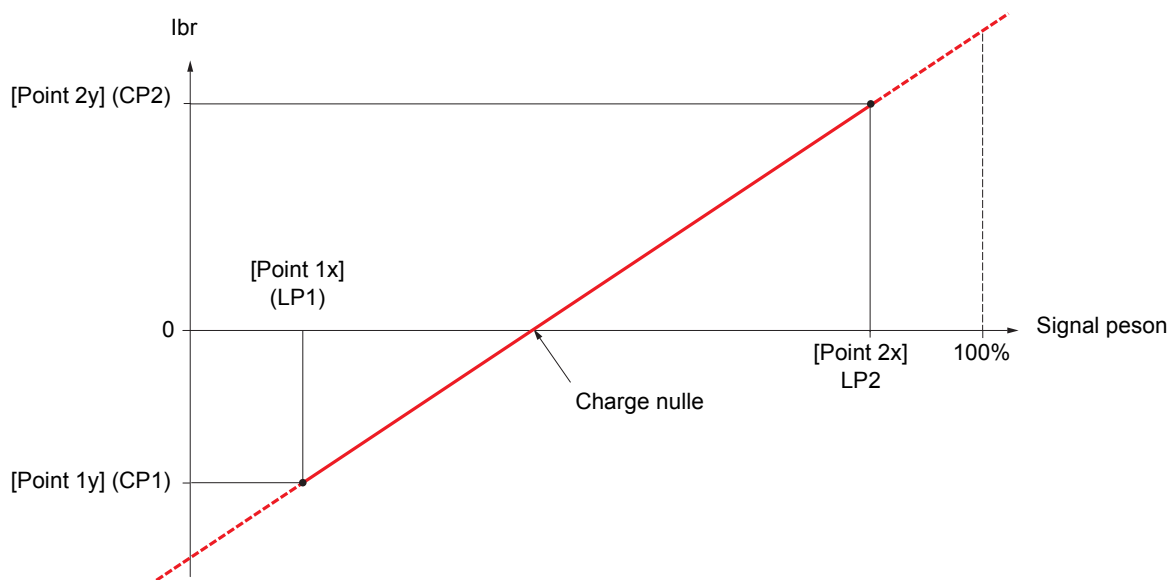 Ibr
[Point 2y] (CP2)
[Point 1x]
(LP1)
0
Signal peson
[Point 2x]
LP2
100%
Charge nulle
[Point 1y] (CP1)